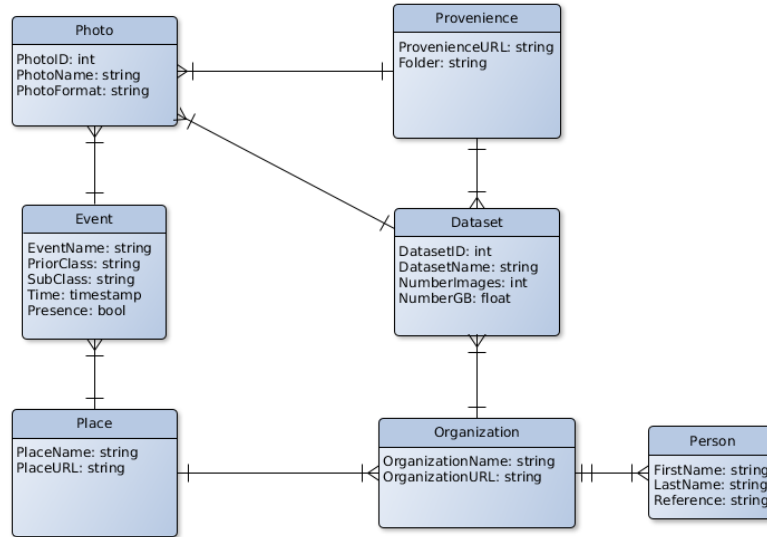 Photo
PhotoID: int
PhotoName: string
PhotoFormat: string
Provenience
ProvenienceURL: string
Folder: string
Event
EventName: string
PriorClass: string
SubClass: string
Time: timestamp
Presence: bool
Dataset
DatasetID: int
DatasetName: string
NumberImages: int
NumberGB: float
Place
PlaceName: string
PlaceURL: string
Organization
OrganizationName: string
OrganizationURL: string
Person
FirstName: string
LastName: string
Reference: string